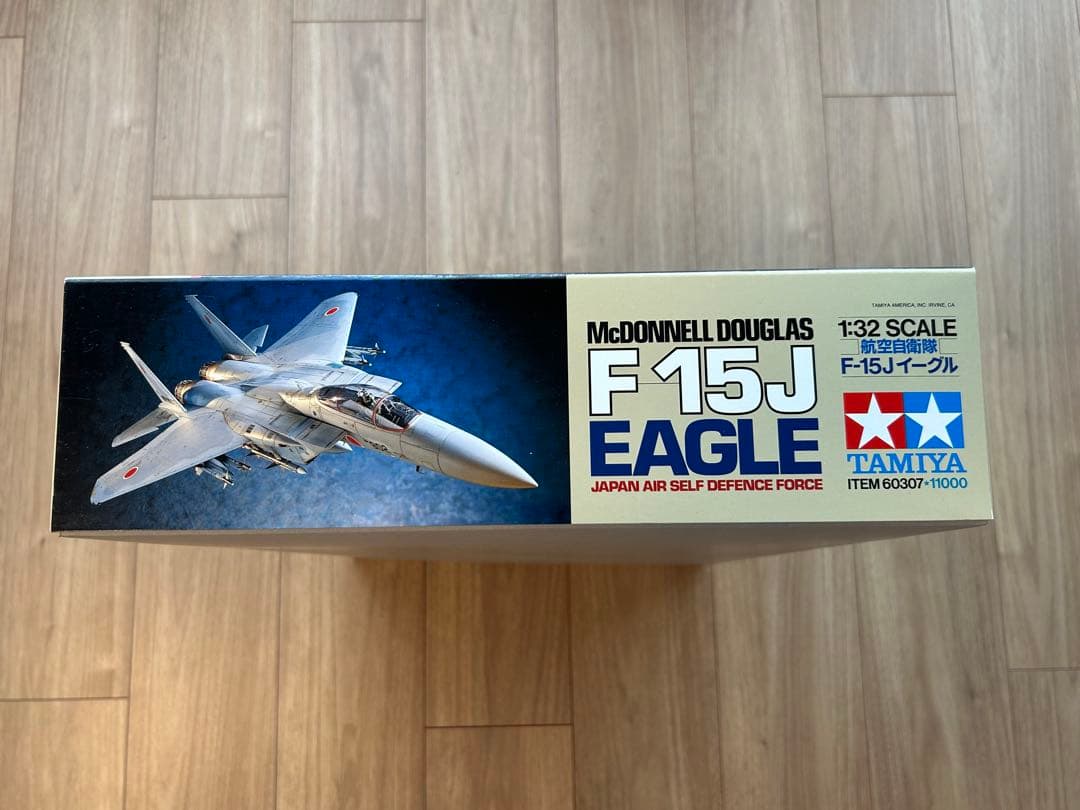 TAMIYA AMERICA, INC. IRVINE, CA.
McDONNELL DOUGLAS
F 15J
EAGLE
JAPAN AIR SELF DEFENCE FORCE
1:32 SCALE
航空自衛隊
F-15J イーグル
TAMIYA
ITEM 60307★11000